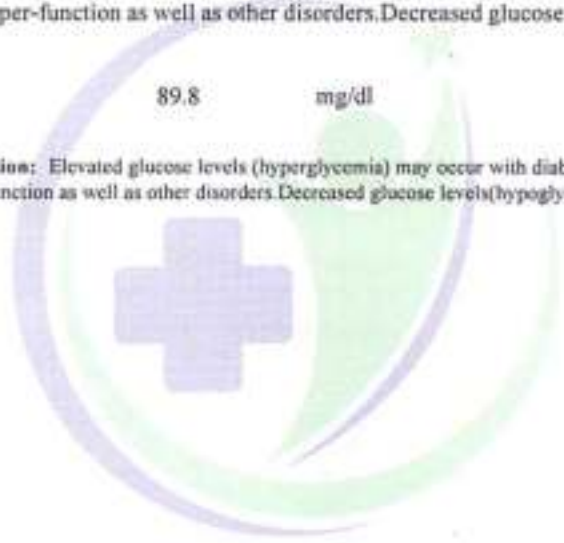 per-function as well as other disorders.Decreased glucose
89.8 mg/dl
ion: Elevated glucose levels (hyperglycemia) may occur with diab
nction as well as other disorders.Decreased glucose levels(hypogly